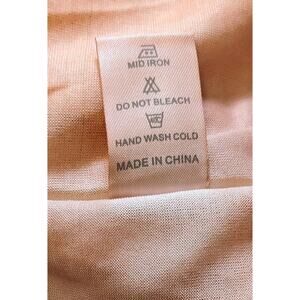 MID IRON
DO NOT BLEACH
HAND WASH COLD
MADE IN CHINA